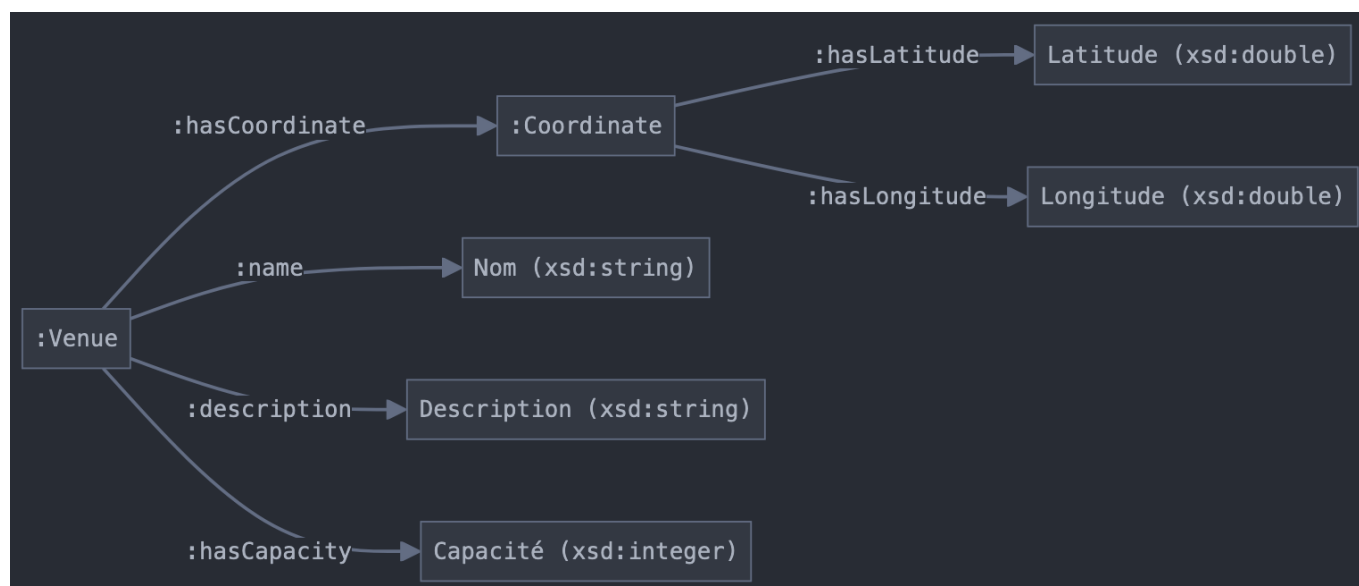 :hasLatitude
Latitude (xsd:double)
:hasCoordinate
:Coordinate
:hasLongitude
Longitude (xsd:double)
:name
Nom (xsd:string)
:Venue
:description
Description (xsd:string)
:hasCapacity
Capacité (xsd:integer)